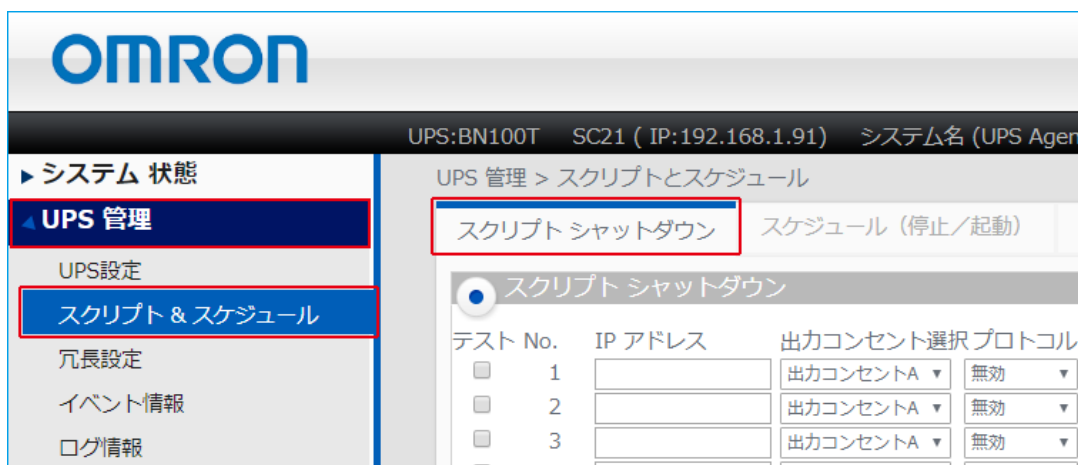 OMRON
UPS:BN100T SC21 ( IP:192.168.1.91) システム名 (UPS Agen
システム 状態
UPS 管理
UPS設定
スクリプト & スケジュール
冗長設定
イベント情報
ログ情報
UPS 管理 > スクリプトとスケジュール
スクリプト シャットダウン スケジュール（停止／起動）
スクリプト シャットダウン
テスト No. IP アドレス 出力コンセント選択 プロトコル
1 出力コンセントA 無効
2 出力コンセントA 無効
3 出力コンセントA 無効